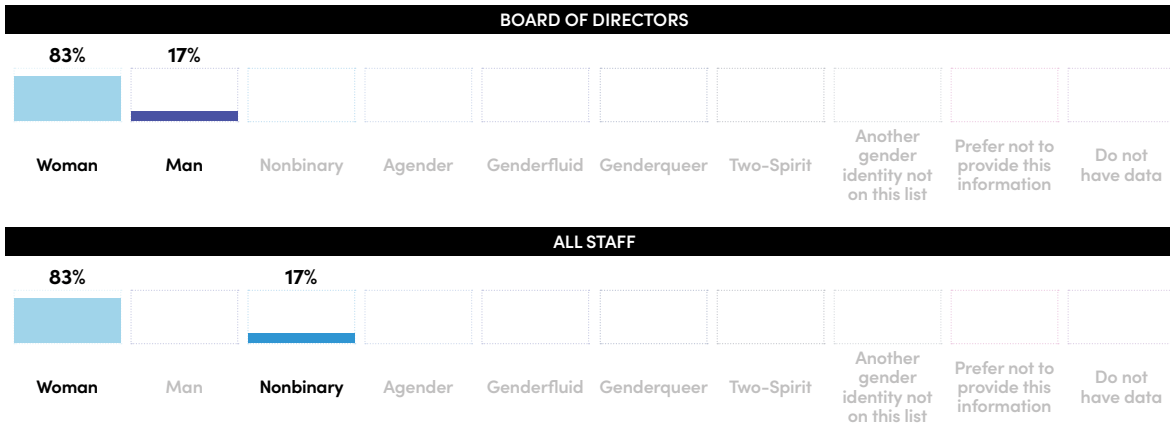 BOARD OF DIRECTORS
83% 17%
Woman Man Nonbinary Agender Genderfluid Genderqueer Two-Spirit Another gender identity not on this list Prefer not to provide this information Do not have data
ALL STAFF
83% 17%
Woman Man Nonbinary Agender Genderfluid Genderqueer Two-Spirit Another gender identity not on this list Prefer not to provide this information Do not have data